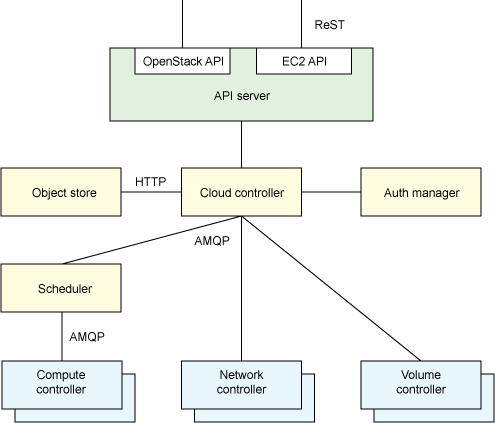 ReST
OpenStack API
EC2 API
API server
HTTP
Object store
Cloud controller
Auth manager
AMQP
Scheduler
AMQP
Compute
controller
Network
controller
Volume
controller